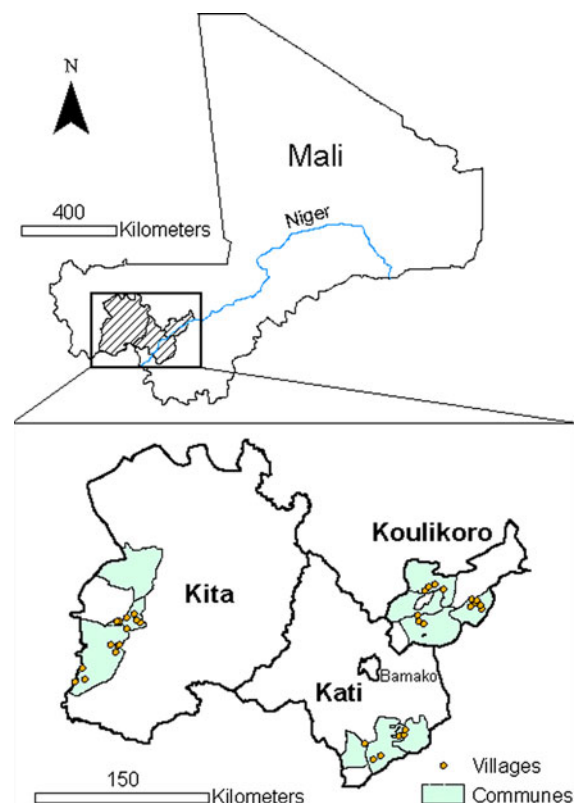 N
Mali
Niger
400
Kilometers
Koulikoro
Kita
Kati
Bamako
Villages
Communes
150
Kilometers